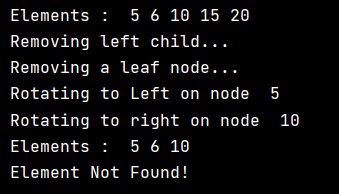 Elements :  5 6 10 15 20
Removing left child...
Removing a leaf node...
Rotating to Left on node  5
Rotating to right on node  10
Elements :  5 6 10
Element Not Found!